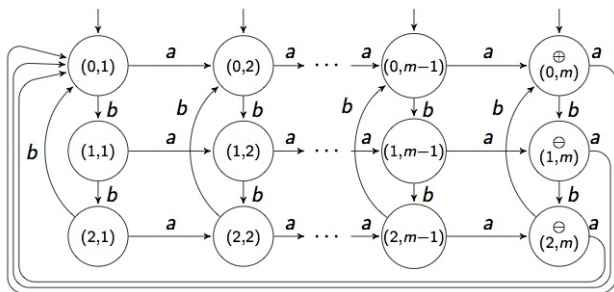 a a a a a
(0,1) (0,2) ··· (0,m−1) ⊕ (0,m)
b b b b
b b b b
a a a a a
(1,1) (1,2) ··· (1,m−1) ⊖ (1,m)
b b b b
a a a a a
(2,1) (2,2) ··· (2,m−1) ⊖ (2,m)